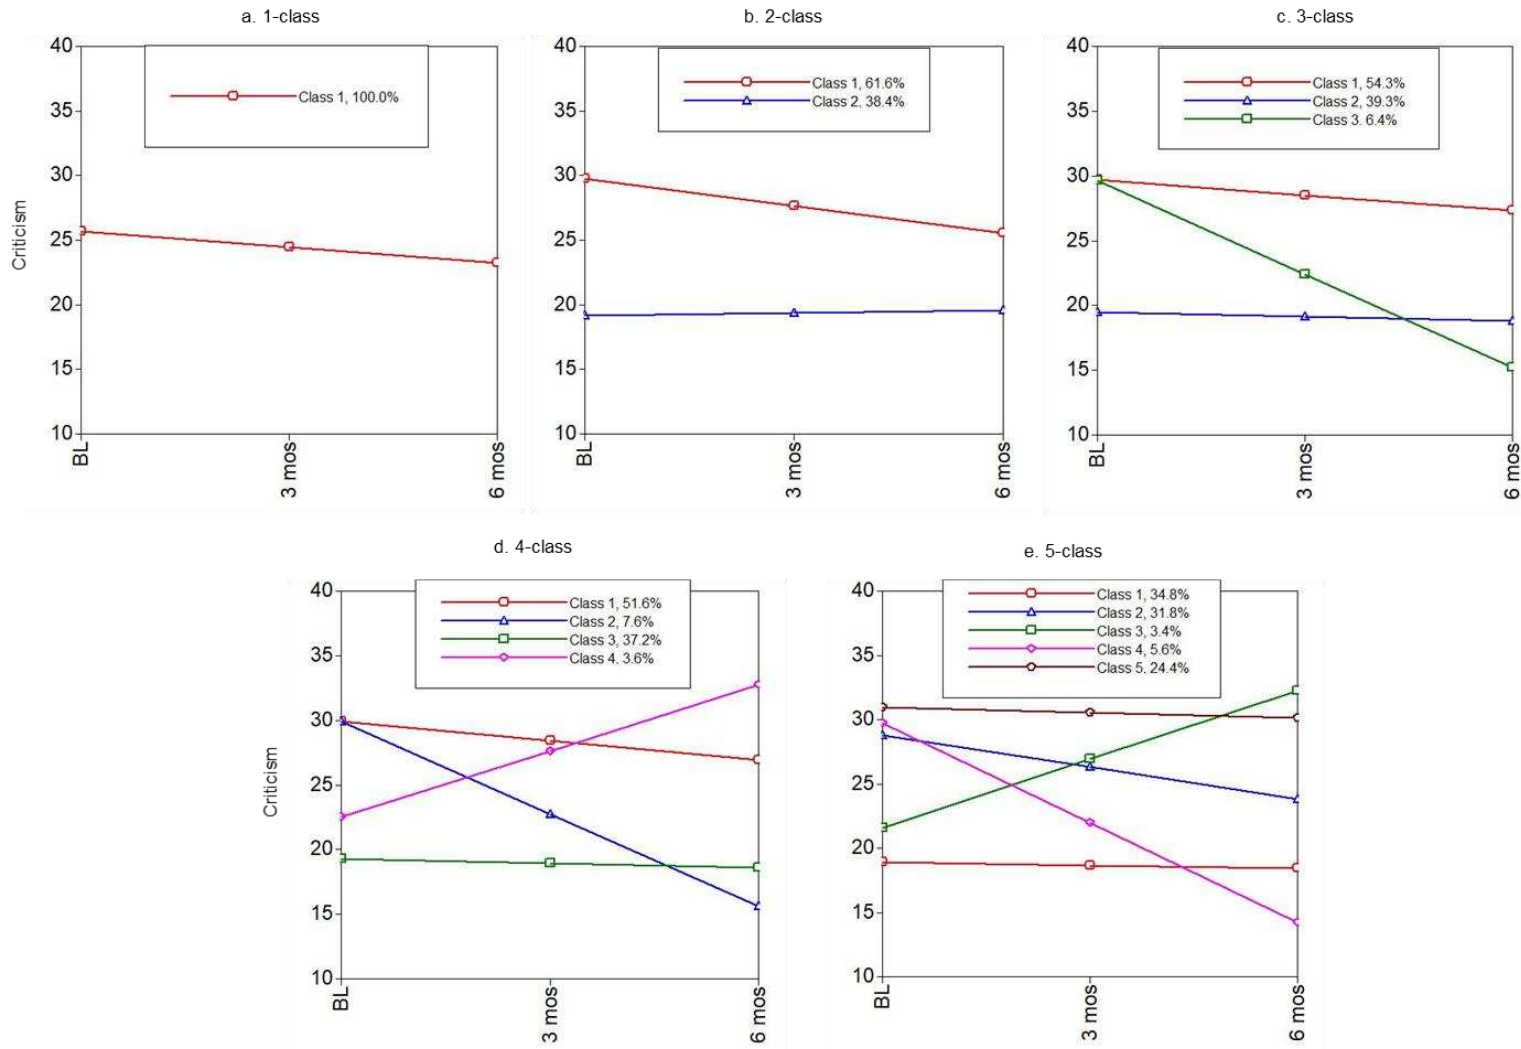 a. 1-class
b. 2-class
c. 3-class
40
35
30
25
20
15
10
Criticism
BL
3 mos
6 mos
Class 1, 100.0%
40
35
30
25
20
15
10
BL
3 mos
6 mos
Class 1, 61.6%
Class 2, 38.4%
40
35
30
25
20
15
10
BL
3 mos
6 mos
Class 1, 54.3%
Class 2, 39.3%
Class 3. 6.4%
d. 4-class
e. 5-class
40
35
30
25
20
15
10
Criticism
BL
3 mos
6 mos
Class 1, 51.6%
Class 2, 7.6%
Class 3, 37.2%
Class 4, 3.6%
40
35
30
25
20
15
10
BL
3 mos
6 mos
Class 1, 34.8%
Class 2, 31.8%
Class 3, 3.4%
Class 4, 5.6%
Class 5. 24.4%